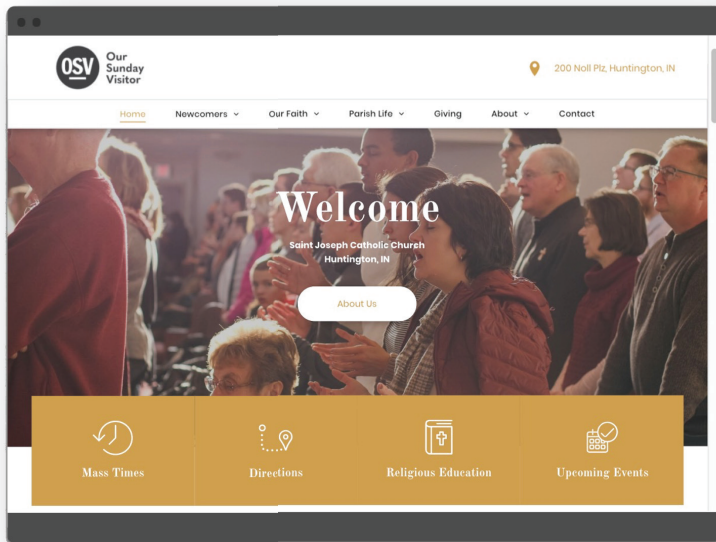 OSV
Our
Sunday
Visitor
200 Noll Plz, Huntington, IN
Home Newcomers Our Faith Parish Life Giving About Contact
Welcome
Saint Joseph Catholic Church
Huntington, IN
About Us
Mass Times Directions Religious Education Upcoming Events